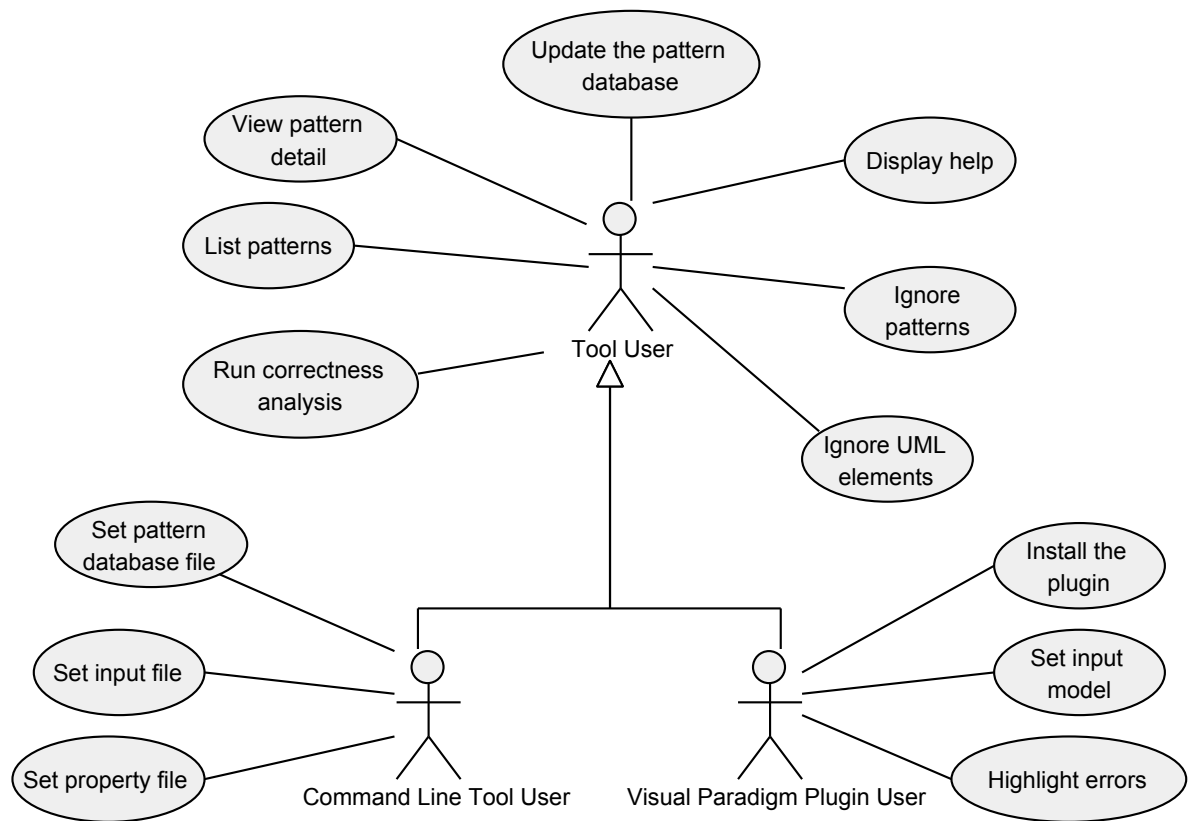 Update the pattern
database
View pattern
detail
Display help
List patterns
Ignore
patterns
Tool User
Run correctness
analysis
Ignore UML
elements
Set pattern
database file
Install the
plugin
Set input file
Set input
model
Set property file
Highlight errors
Command Line Tool User
Visual Paradigm Plugin User